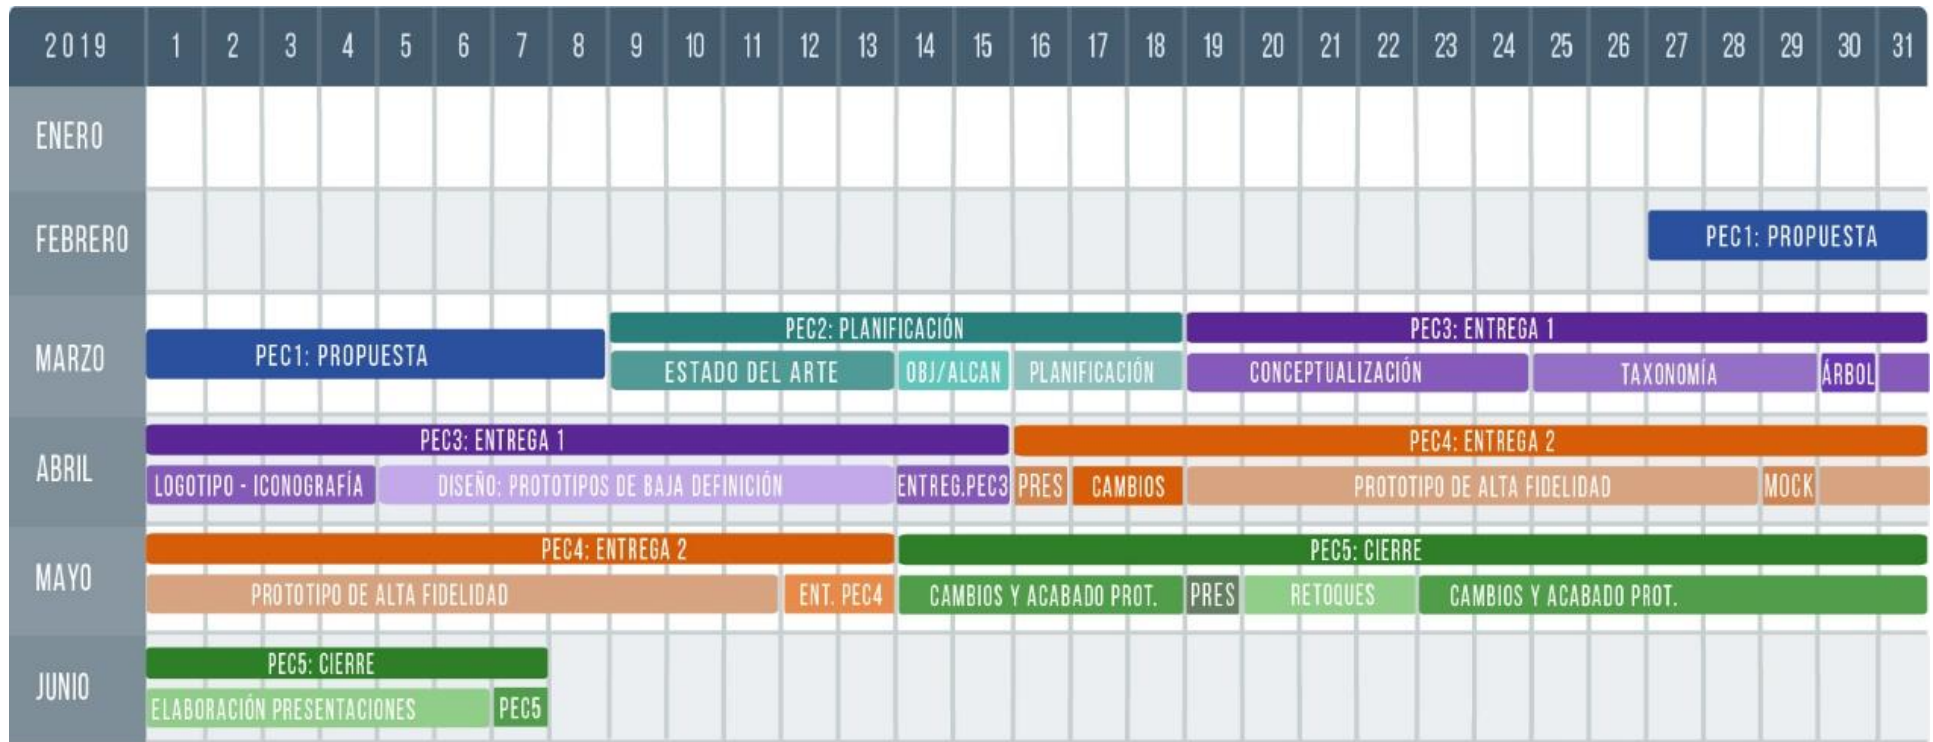 2019 1 2 3 4 5 6 7 8 9 10 11 12 13 14 15 16 17 18 19 20 21 22 23 24 25 26 27 28 29 30 31
ENERO
FEBRERO PEC1: PROPUESTA
PEC2: PLANIFICACIÓN PEC3: ENTREGA 1
MARZO PEC1: PROPUESTA
ESTADO DEL ARTE OBJ/ALCAN PLANIFICACIÓN CONCEPTUALIZACIÓN TAXONOMÍA ÁRBOL
PEC3: ENTREGA 1 PEC4: ENTREGA 2
ABRIL
LOGOTIPO - ICONOGRAFÍA DISEÑO: PROTOTIPOS DE BAJA DEFINICIÓN ENTREG.PEC3 PRES CAMBIOS PROTOTIPO DE ALTA FIDELIDAD MOCK
PEC4: ENTREGA 2 PEC5: CIERRE
MAYO
PROTOTIPO DE ALTA FIDELIDAD ENT. PEC4 CAMBIOS Y ACABADO PROT. PRES RETOQUES CAMBIOS Y ACABADO PROT.
PEC5: CIERRE
JUNIO
ELABORACIÓN PRESENTACIONES PEC5